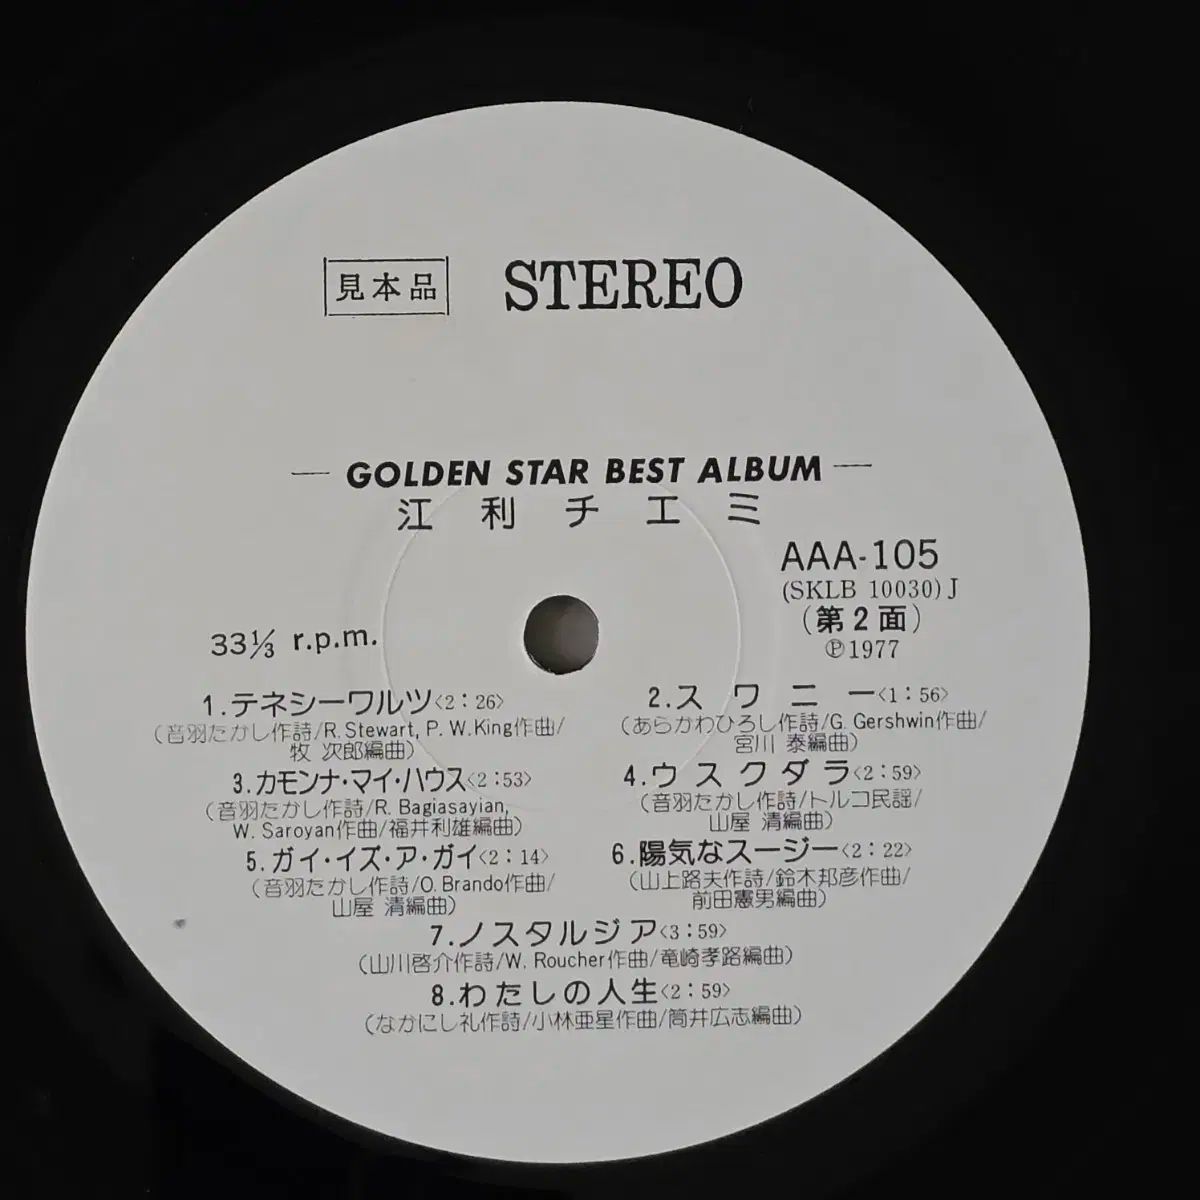 見本品 STEREO
— GOLDEN STAR BEST ALBUM —
江利チエミ
AAA-105
(SKLB 10030) J
(第2面)
33⅓ r.p.m.
Ⓟ1977
1.テネシーワルツ〈2:26〉
(音羽たかし作詩/R. Stewart, P. W. King作曲/
牧 次郎編曲)
2.スワニー〈1:56〉
(あらかわひろし作詩/G. Gershwin作曲/
宮川 泰編曲)
3.カモンナ・マイ・ハウス〈2:53〉
(音羽たかし作詩/R. Bagiasayian,
W. Saroyan作曲/福井利雄編曲)
4.ウスクダラ〈2:59〉
(音羽たかし作詩/トルコ民謡/
山屋 清編曲)
5.ガイ・イズ・ア・ガイ〈2:14〉
(音羽たかし作詩/O. Brando作曲/
山屋 清編曲)
6.陽気なスージー〈2:22〉
(山上路夫作詩/鈴木邦彦作曲/
前田憲男編曲)
7.ノスタルジア〈3:59〉
(山川啓介作詩/W. Roucher作曲/竜崎孝路編曲)
8.わたしの人生〈2:59〉
(なかにし礼作詩/小林亜星作曲/筒井広志編曲)